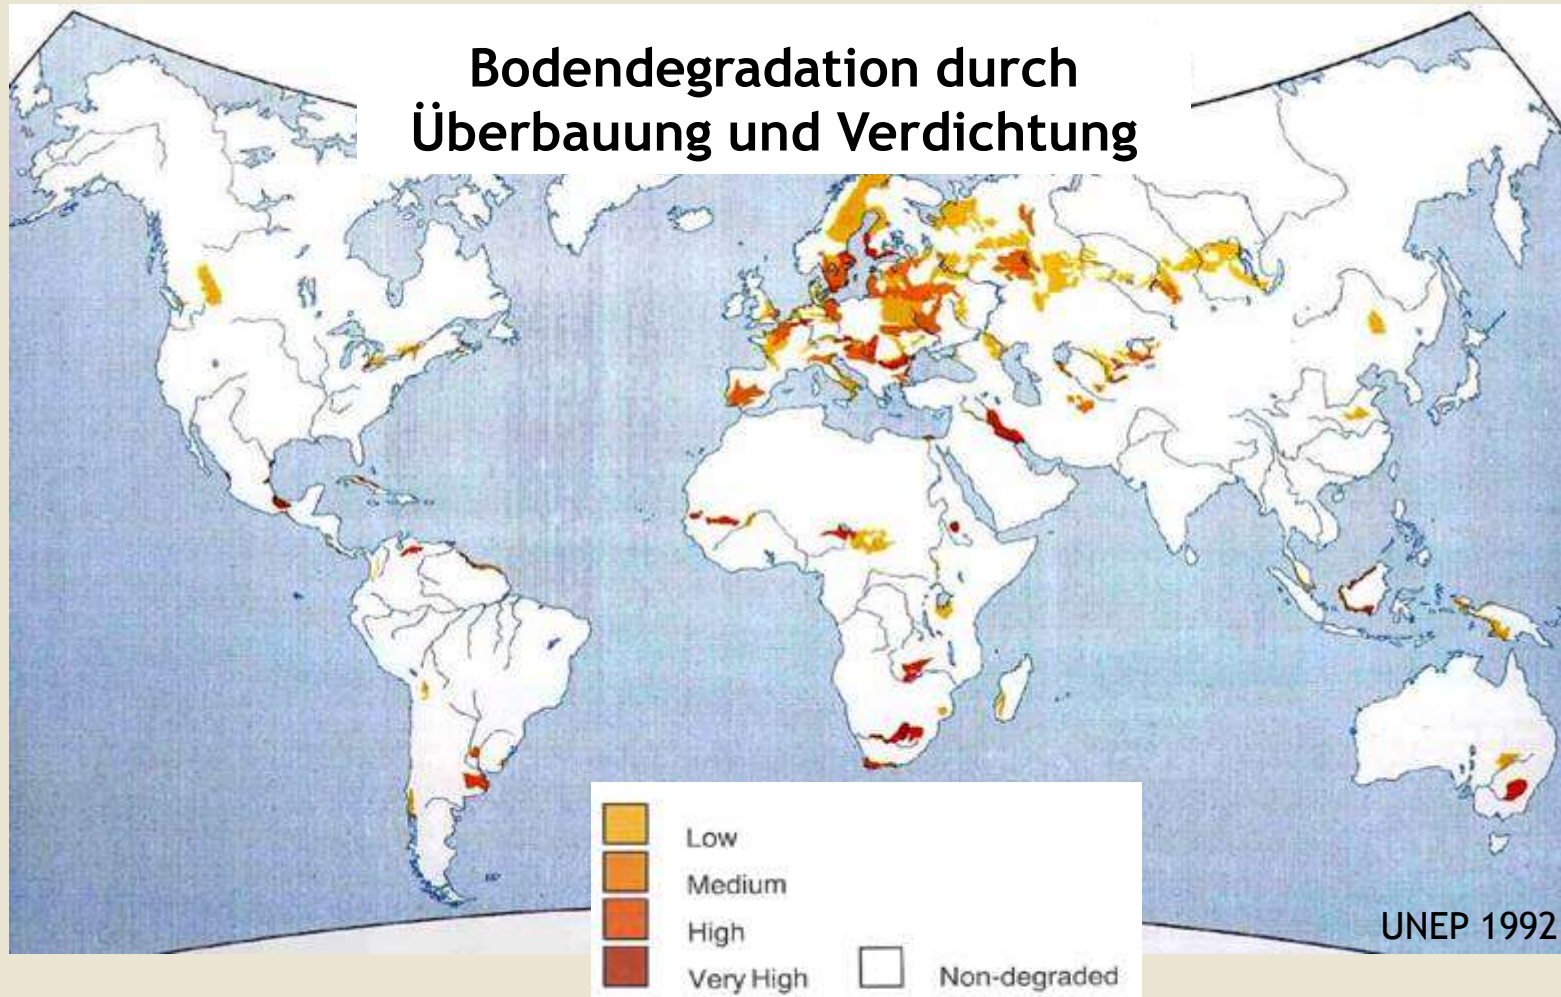 Bodendegradation durch
Überbauung und Verdichtung
Low
Medium
High
Very High
Non-degraded
UNEP 1992